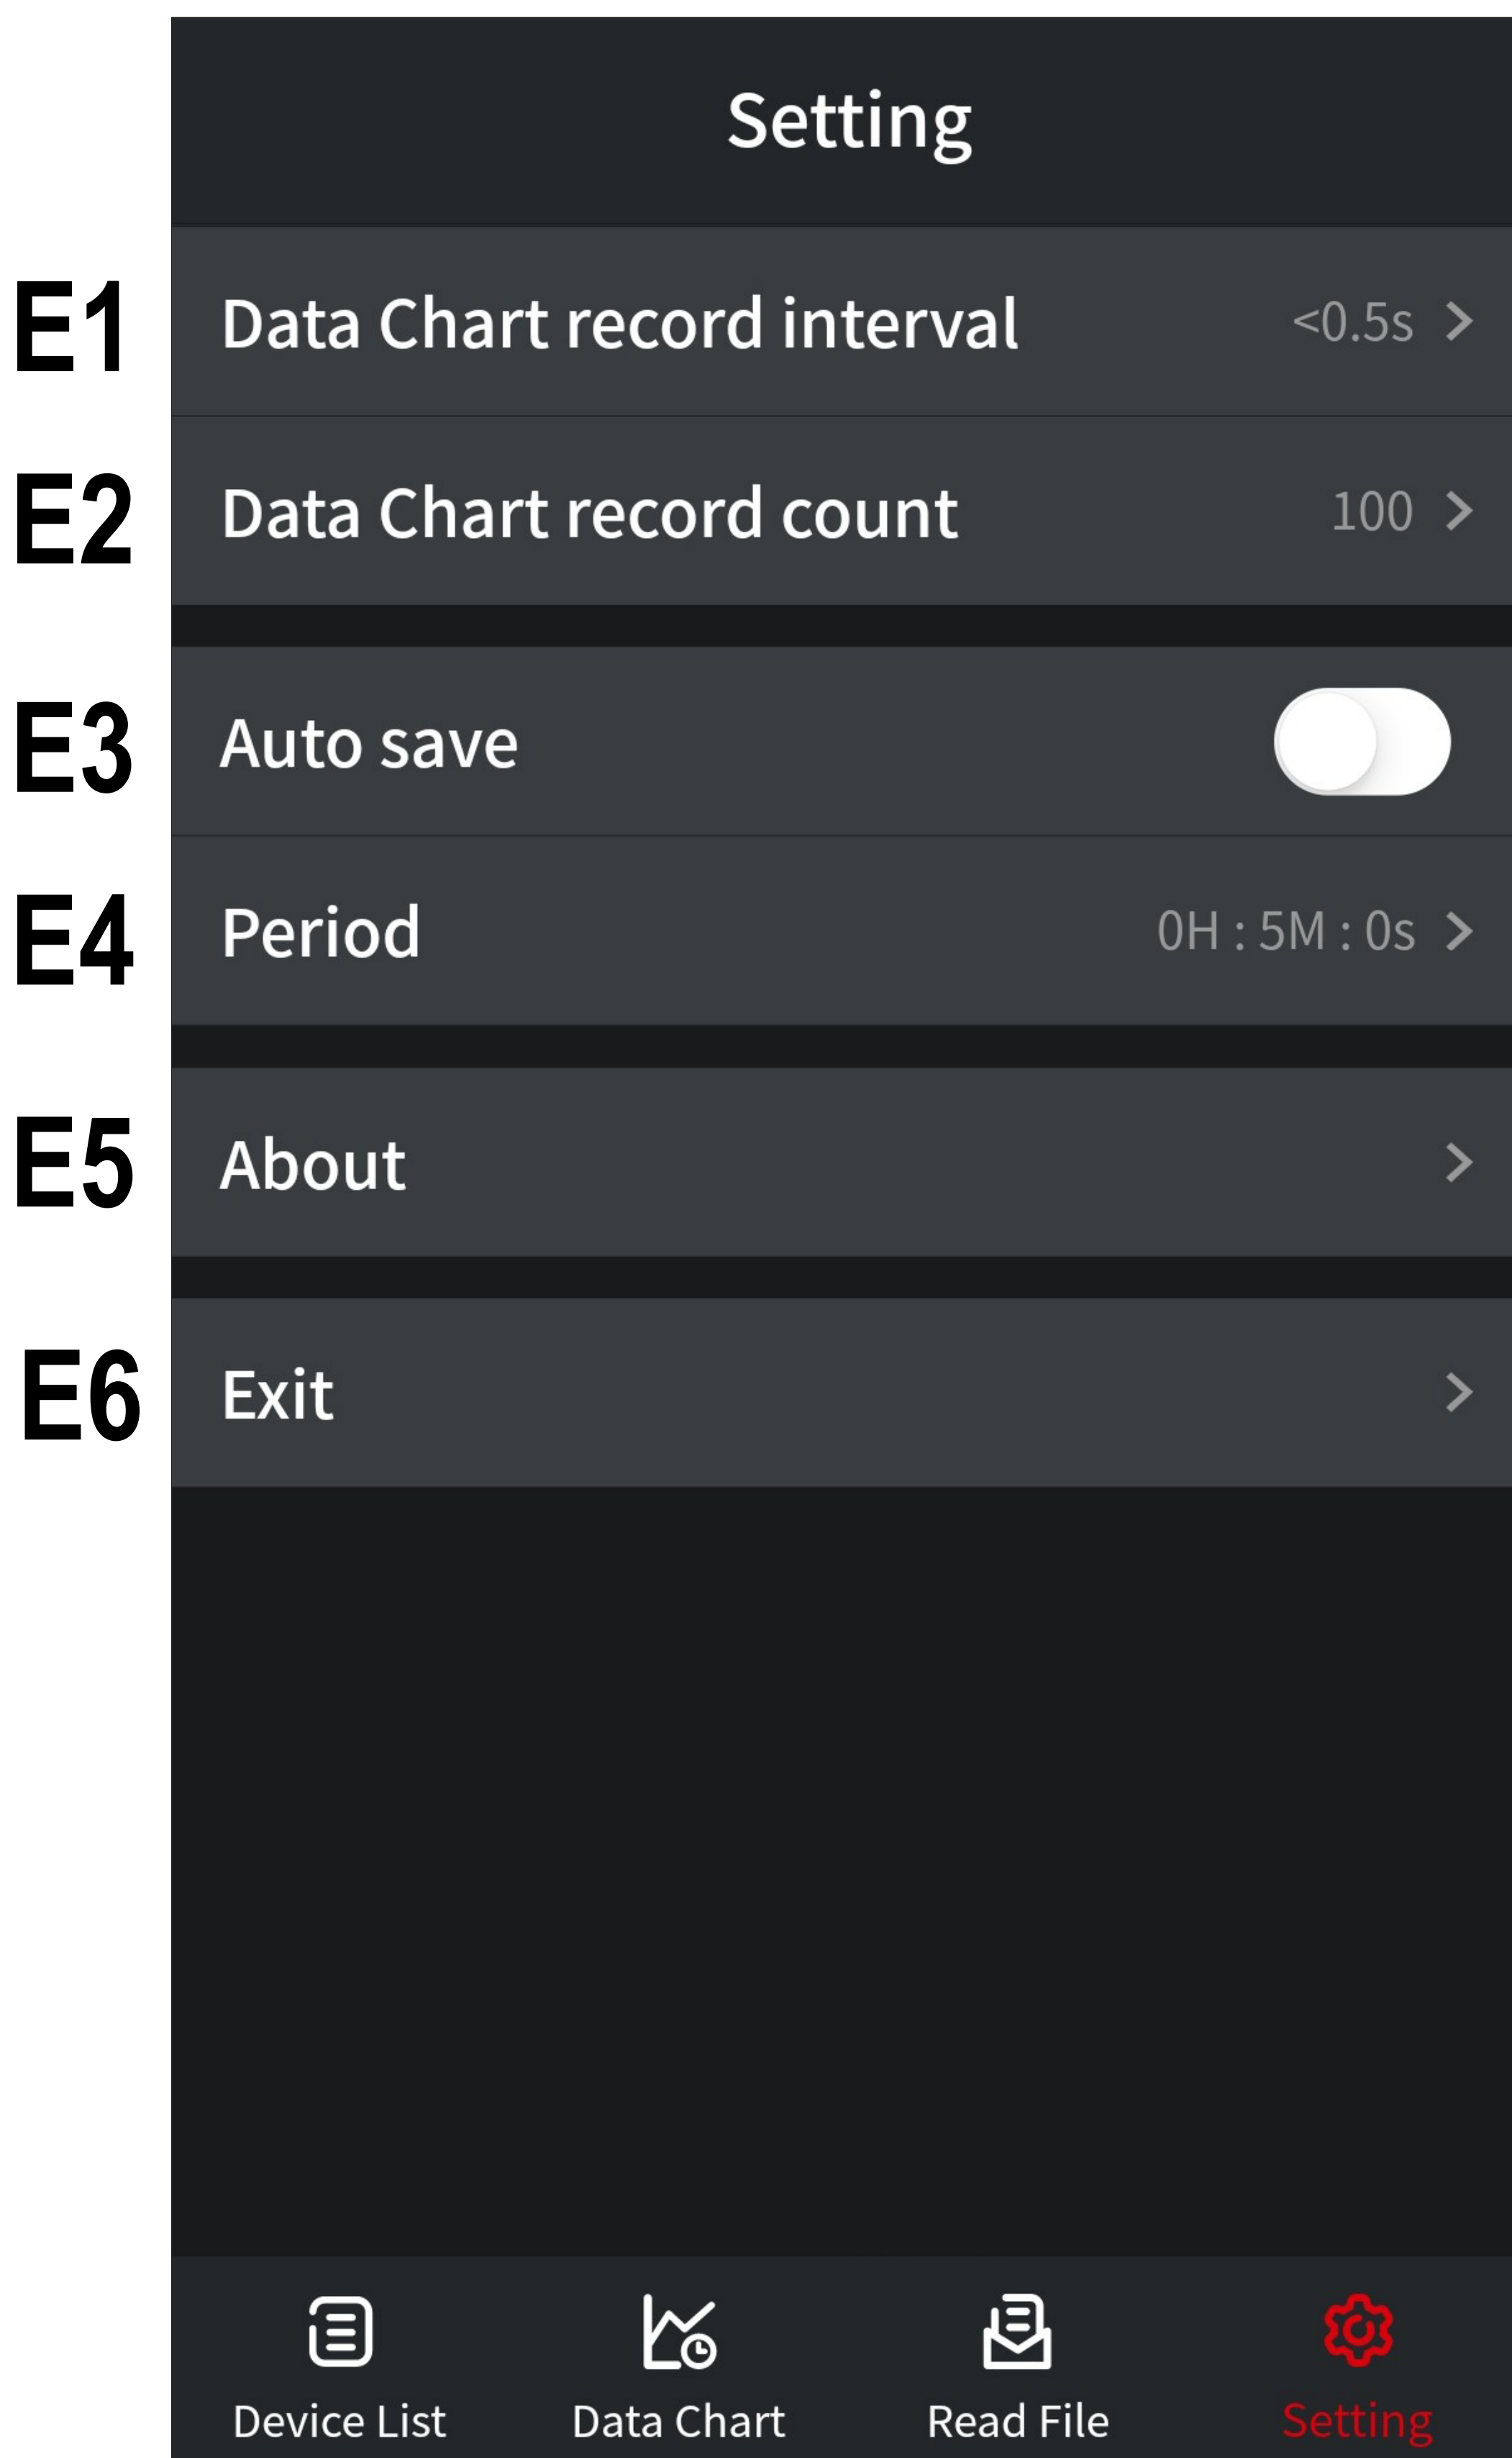 Setting
E1 Data Chart record interval <0.5s >
E2 Data Chart record count 100 >
E3 Auto save
E4 Period 0H : 5M : 0s >
E5 About >
E6 Exit >
Device List Data Chart Read File Setting